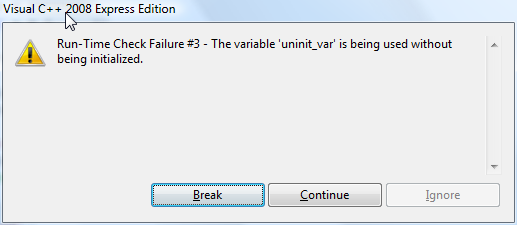 Visual C++ 2008 Express Edition
Run-Time Check Failure #3 - The variable 'uninit_var' is being used without
being initialized.
Break Continue Ignore